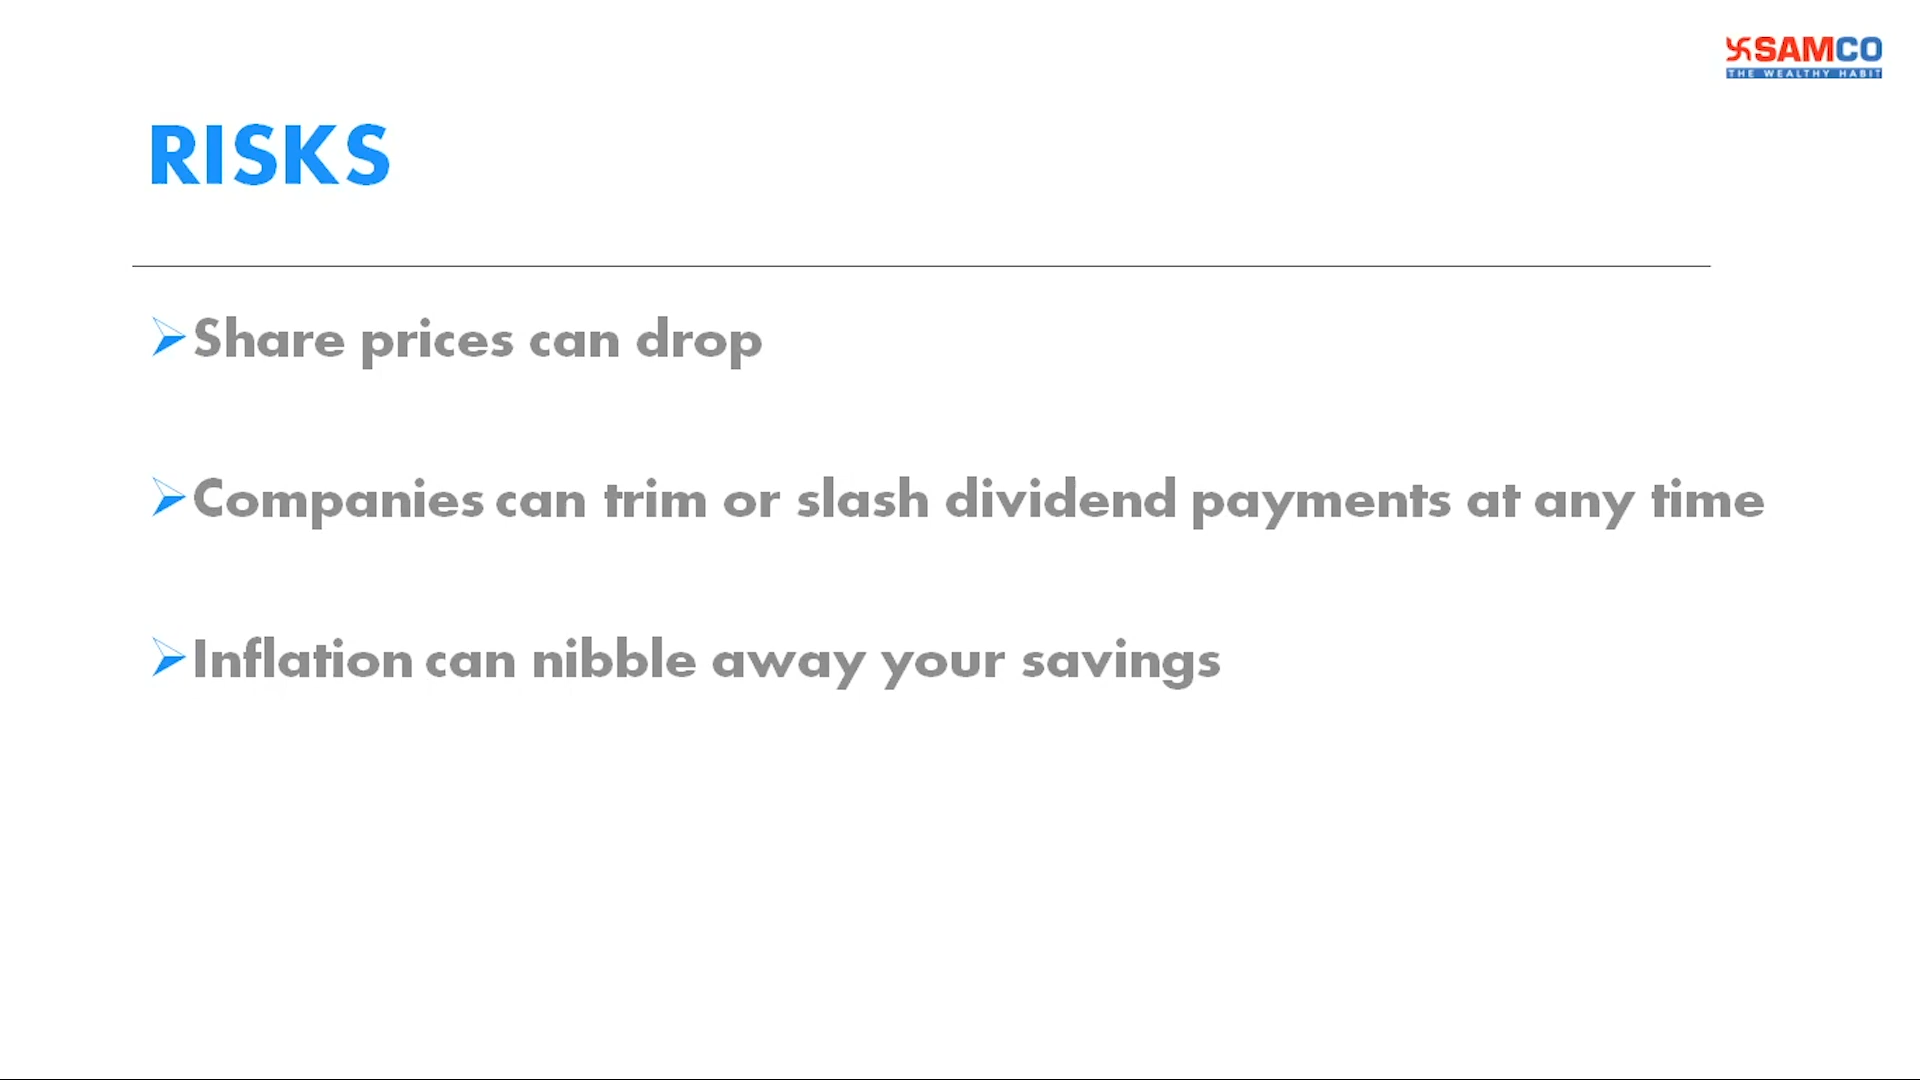 SAMCO
THE WEALTHY HABIT
RISKS
Share prices can drop
Companies can trim or slash dividend payments at any time
Inflation can nibble away your savings